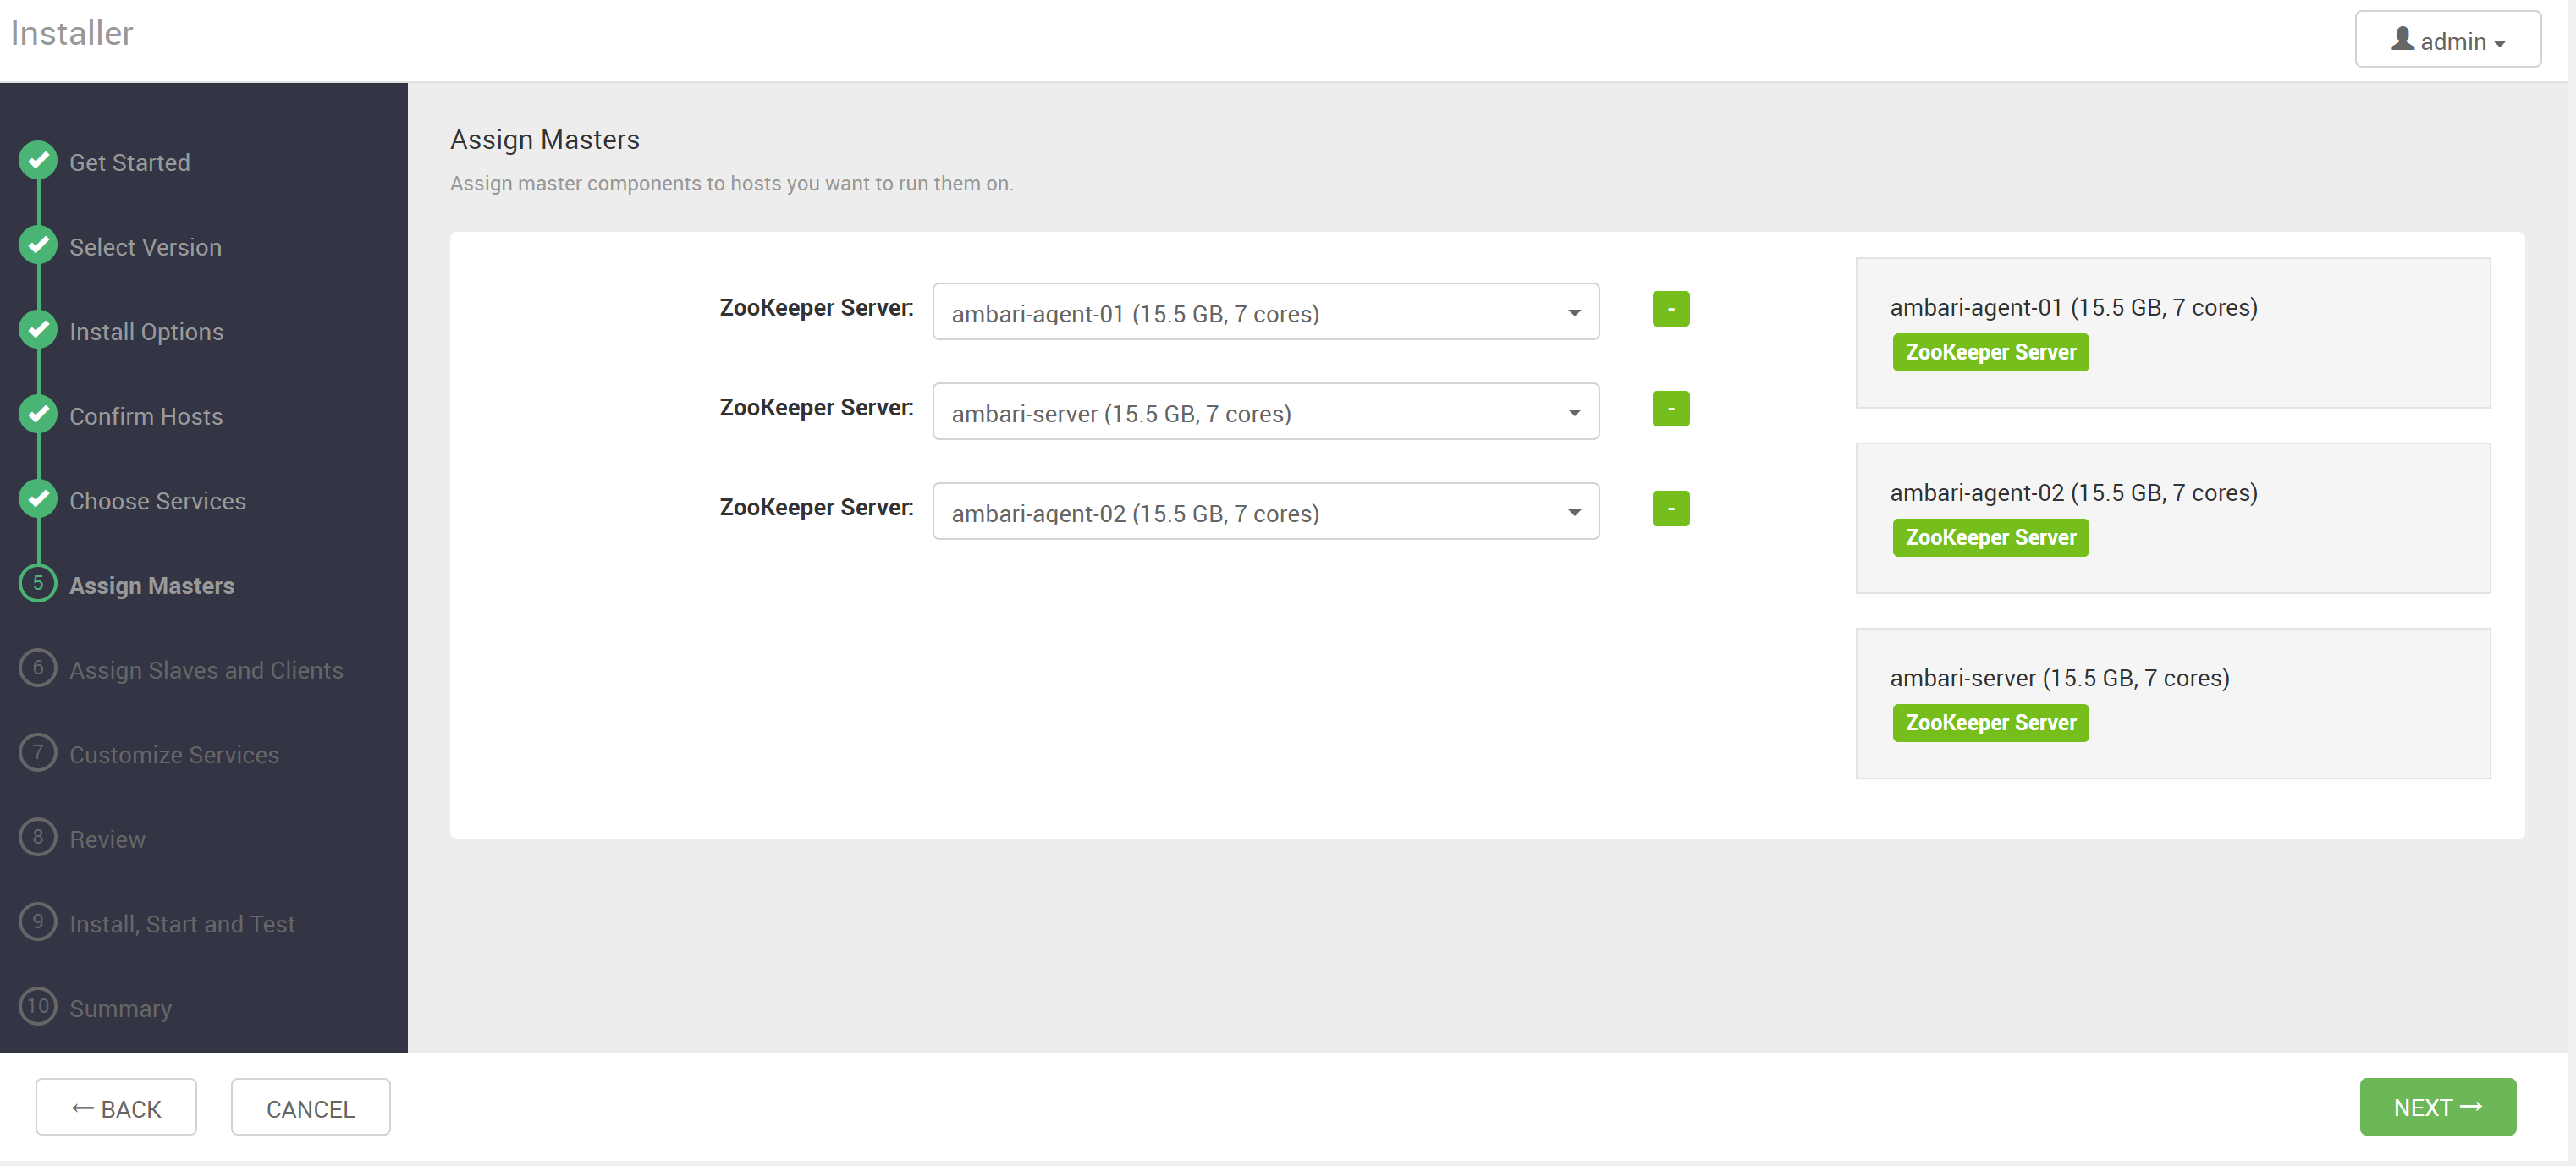 Installer
admin
Get Started
Select Version
Install Options
Confirm Hosts
Choose Services
5 Assign Masters
6 Assign Slaves and Clients
7 Customize Services
8 Review
9 Install, Start and Test
10 Summary
Assign Masters
Assign master components to hosts you want to run them on.
ZooKeeper Server: ambari-agent-01 (15.5 GB, 7 cores) -
ZooKeeper Server: ambari-server (15.5 GB, 7 cores) -
ZooKeeper Server: ambari-agent-02 (15.5 GB, 7 cores) -
ambari-agent-01 (15.5 GB, 7 cores)
ZooKeeper Server
ambari-agent-02 (15.5 GB, 7 cores)
ZooKeeper Server
ambari-server (15.5 GB, 7 cores)
ZooKeeper Server
← BACK
CANCEL
NEXT →